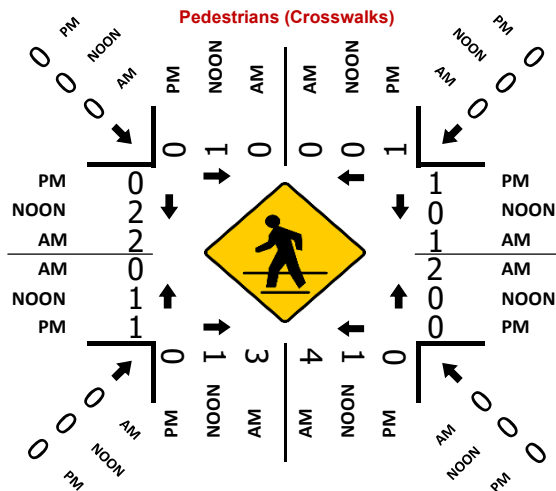 Pedestrians (Crosswalks)
0 PM
0 NOON
0 AM
PM NOON AM AM NOON PM
PM 0
NOON 0
AM 0
0 1 0 0 0 1
PM 0 1 PM
NOON 2 0 NOON
AM 2 1 AM
AM 0 2 AM
NOON 1 0 NOON
PM 1 0 PM
0 1 3 4 1 0
PM NOON AM AM NOON PM
0 AM
0 NOON
0 PM
AM 0
NOON 0
PM 0